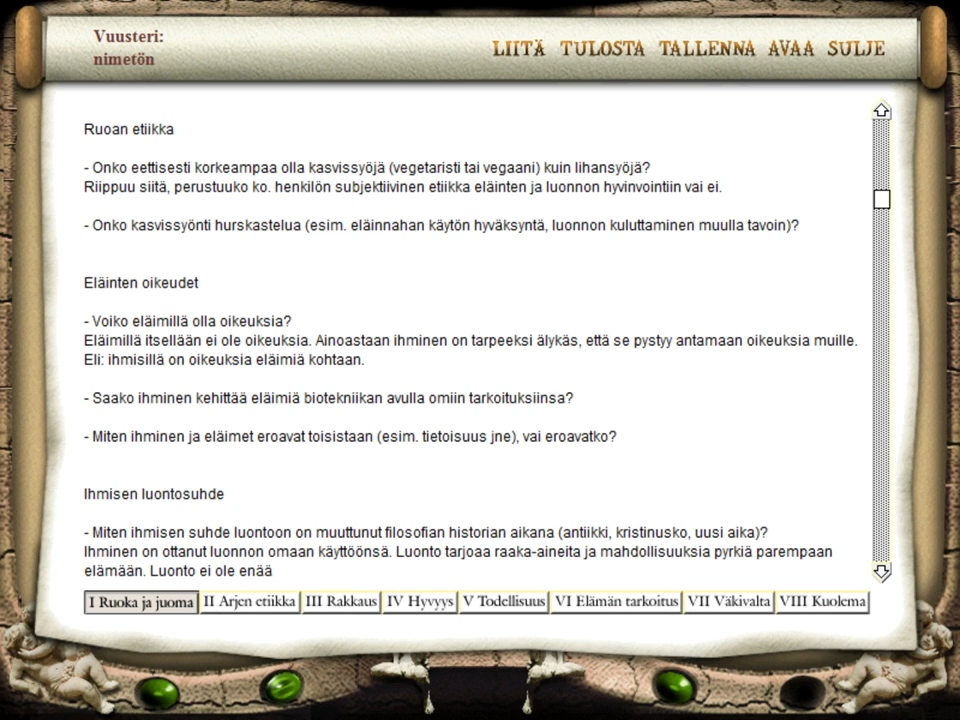 Vuusteri:
nimetön
LIITÄ TULOSTA TALLENNA AVAA SULJE
Ruoan etiikka
- Onko eettisesti korkeampaa olla kasvissyöjä (vegetaristi tai vegaani) kuin lihansyöjä?
Riippuu siitä, perustuuko ko. henkilön subjektiivinen etiikka eläinten ja luonnon hyvinvointiin vai ei.
- Onko kasvissyönti hurskastelua (esim. eläinnahan käytön hyväksyntä, luonnon kuluttaminen muulla tavoin)?
Eläinten oikeudet
- Voiko eläimillä olla oikeuksia?
Eläimillä itsellään ei ole oikeuksia. Ainoastaan ihminen on tarpeeksi älykäs, että se pystyy antamaan oikeuksia muille.
Eli: ihmisillä on oikeuksia eläimiä kohtaan.
- Saako ihminen kehittää eläimiä biotekniikan avulla omiin tarkoituksiinsa?
- Miten ihminen ja eläimet eroavat toisistaan (esim. tietoisuus jne), vai eroavatko?
Ihmisen luontosuhde
- Miten ihmisen suhde luontoon on muuttunut filosofian historian aikana (antiikki, kristinusko, uusi aika)?
Ihminen on ottanut luonnon omaan käyttöönsä. Luonto tarjoaa raaka-aineita ja mahdollisuuksia pyrkiä parempaan
elämään. Luonto ei ole enää
I Ruoka ja juoma II Arjen etiikka III Rakkaus IV Hyvyys V Todellisuus VI Elämän tarkoitus VII Väkivalta VIII Kuolema